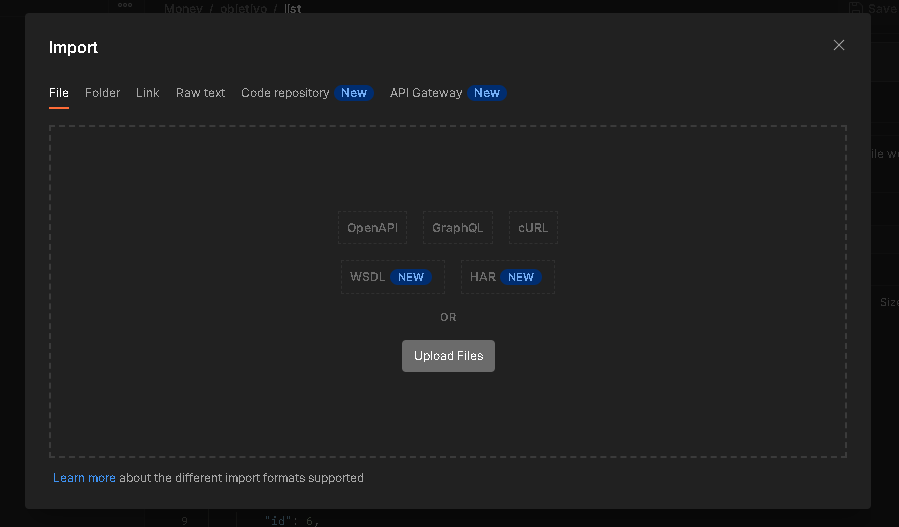 Money / objetivo / list
Save
Import
File Folder Link Raw text Code repository New API Gateway New
OpenAPI GraphQL cURL
WSDL NEW HAR NEW
OR
Upload Files
Size
Learn more about the different import formats supported
9 "id": 6,